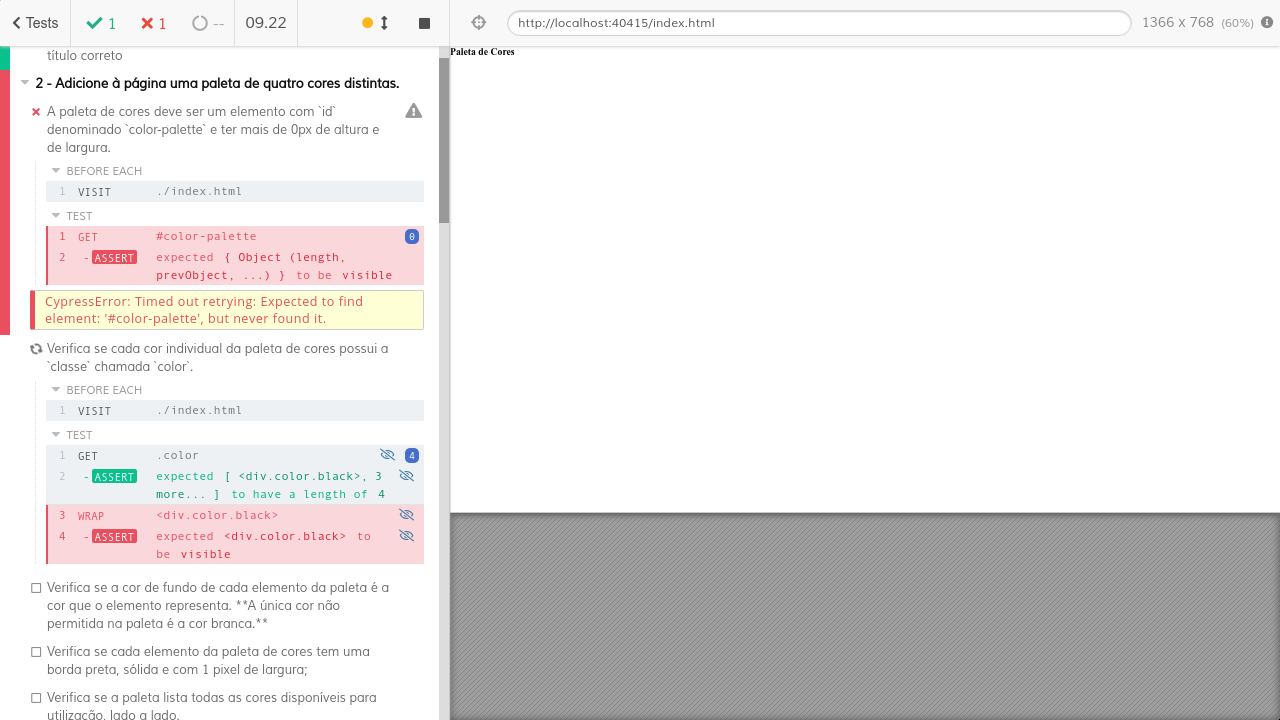 Tests 1 1 -- 09.22 http://localhost:40415/index.html 1366 x 768 (60%)
título correto
2 - Adicione à página uma paleta de quatro cores distintas.
A paleta de cores deve ser um elemento com `id`
denominado `color-palette` e ter mais de 0px de altura e
de largura.
BEFORE EACH
1 VISIT ./index.html
TEST
1 GET #color-palette 0
2 -ASSERT expected { Object (length,
prevObject, ...) } to be visible
CypressError: Timed out retrying: Expected to find
element: '#color-palette', but never found it.
Verifica se cada cor individual da paleta de cores possui a
`classe` chamada `color`.
BEFORE EACH
1 VISIT ./index.html
TEST
1 GET .color 4
2 -ASSERT expected [ <div.color.black>, 3
more... ] to have a length of 4
3 WRAP <div.color.black>
4 -ASSERT expected <div.color.black> to
be visible
Verifica se a cor de fundo de cada elemento da paleta é a
cor que o elemento representa. **A única cor não
permitida na paleta é a cor branca.**
Verifica se cada elemento da paleta de cores tem uma
borda preta, sólida e com 1 pixel de largura;
Verifica se a paleta lista todas as cores disponíveis para
utilização, lado a lado.
Paleta de Cores